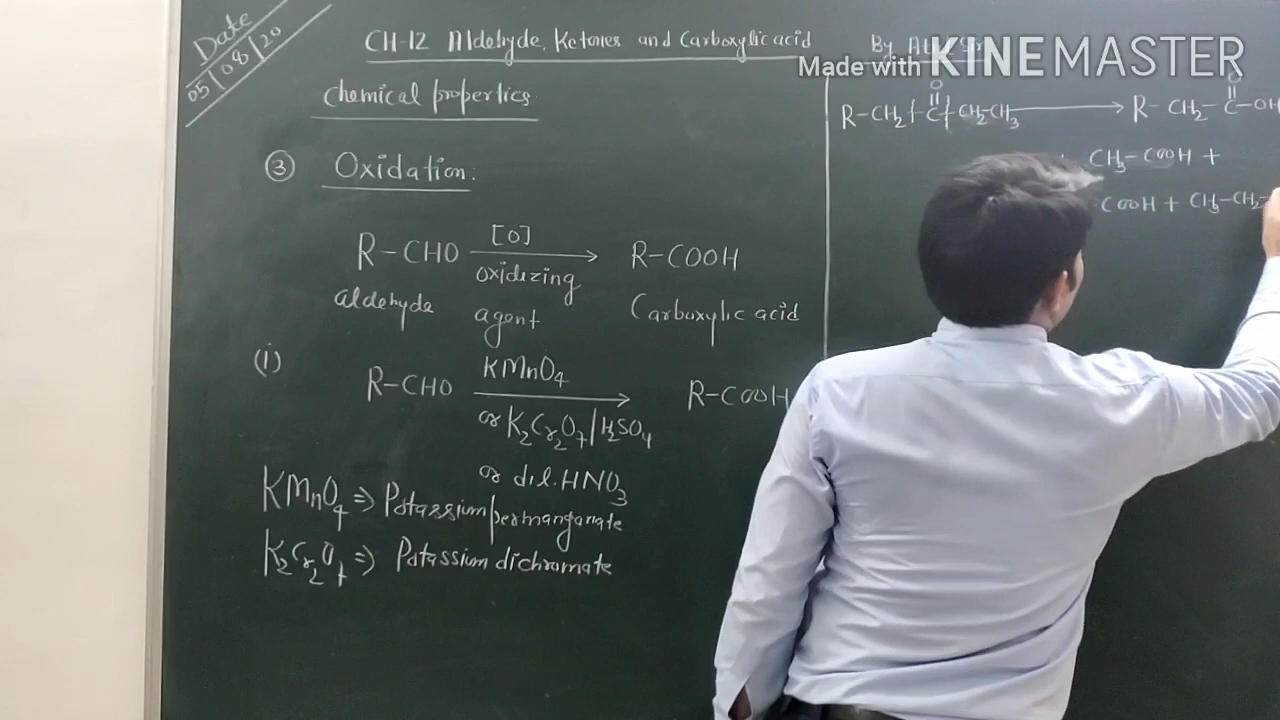 Date
05/08/20
CH-12 Aldehyde, Ketones and Carboxylic acid
By
Made with KINEMASTER
chemical properties
③ Oxidation:
R-CHO [O] oxidizing agent R-COOH
aldehyde Carboxylic acid
(i) R-CHO KMnO4 R-COOH
or K2Cr2O7/H2SO4
or dil. HNO3
KMnO4 => Potassium permanganate
K2Cr2O7 => Potassium dichromate
O O
R-CH2-C-CH2-CH3 → R-CH2-C-OH
CH3-COOH +
COOH + CH3-CH2-